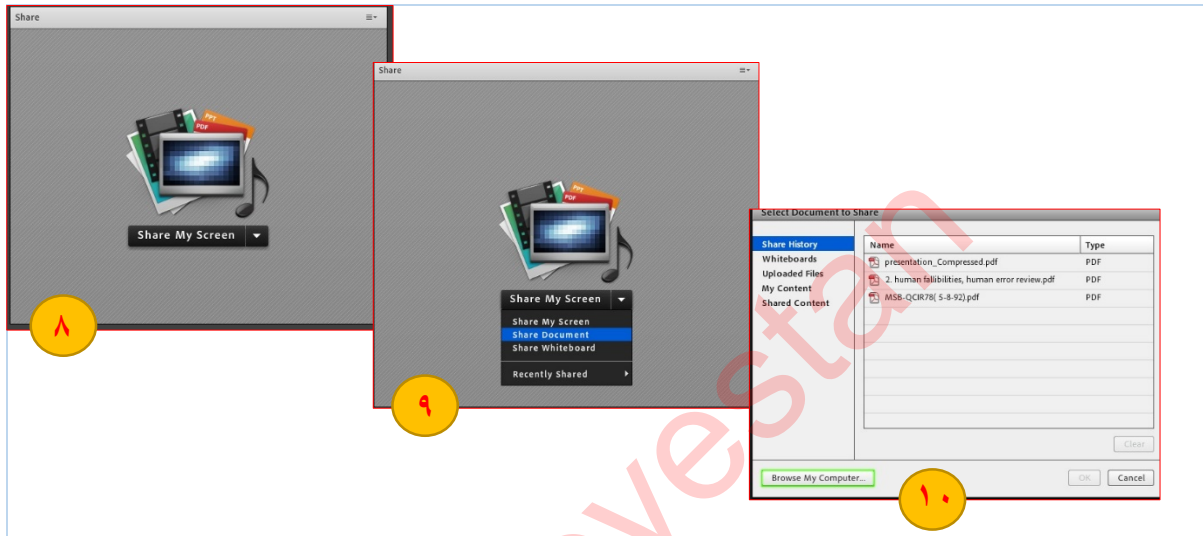 Share
PPT
PDF
Share My Screen
۸
Share
PPT
PDF
Share My Screen
Share My Screen
Share Document
Share Whiteboard
Recently Shared
۹
Select Document to Share
Share History
Whiteboards
Uploaded Files
My Content
Shared Content
Name Type
presentation_Compressed.pdf PDF
2. human fallibilities, human error review.pdf PDF
MSB-QCIR78( 5-8-92).pdf PDF
Clear
Browse My Computer... OK Cancel
۱۰
vestan